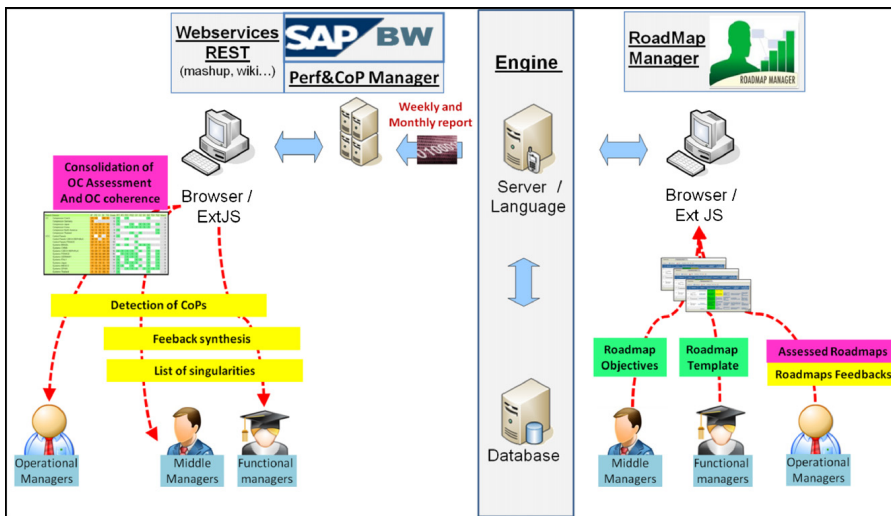 Webservices
REST
(mashup, wiki…)
SAP BW
Perf&CoP Manager
Engine
RoadMap
Manager
ROADMAP MANAGER
Weekly and
Monthly report
Consolidation of
OC Assessment
And OC coherence
Browser /
ExtJS
Server /
Language
Browser /
Ext JS
Detection of CoPs
Feeback synthesis
List of singularities
Roadmap
Objectives
Roadmap
Template
Assessed Roadmaps
Roadmaps Feedbacks
Operational
Managers
Middle
Managers
Functional
managers
Database
Middle
Managers
Functional
managers
Operational
Managers